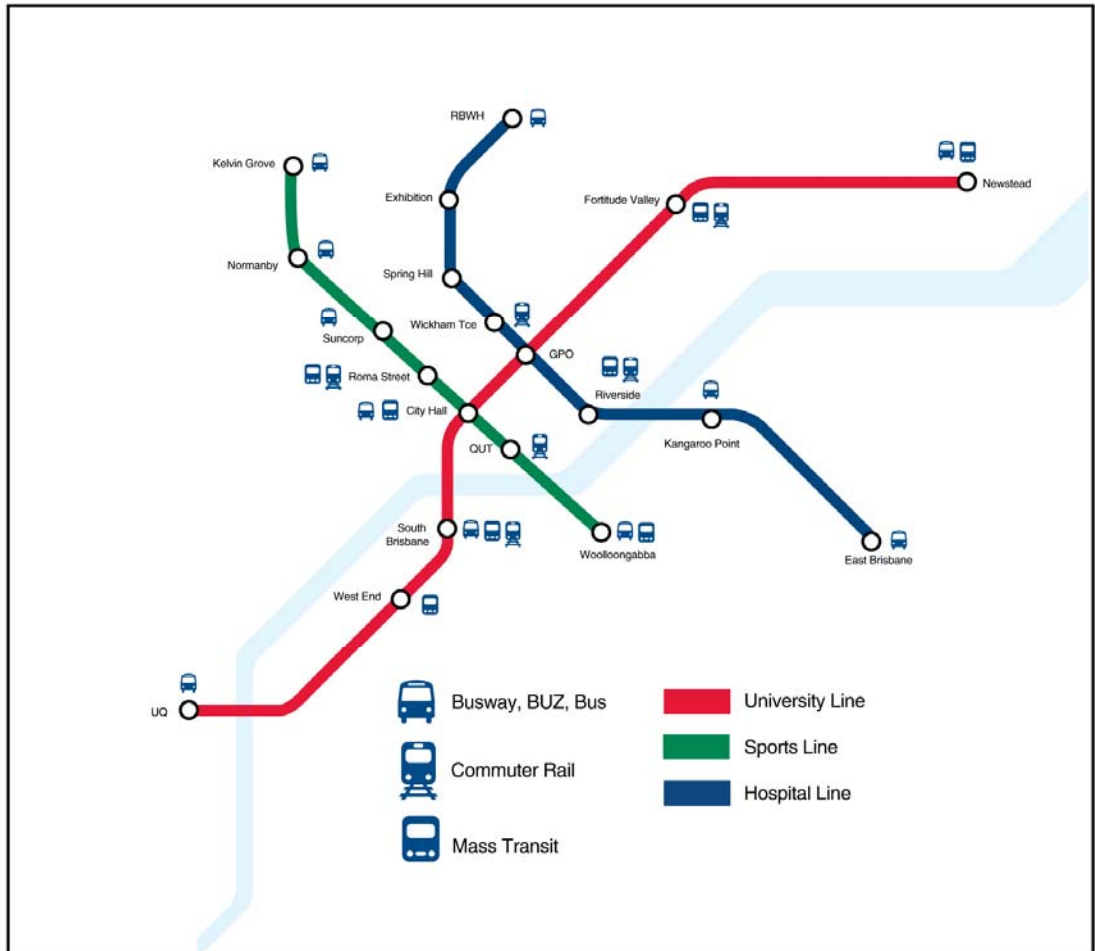 RBWH
Kelvin Grove
Newstead
Exhibition
Fortitude Valley
Normanby
Spring Hill
Wickham Tce
Suncorp
GPO
Roma Street
Riverside
City Hall
Kangaroo Point
QUT
South
Brisbane
Woolloongabba
East Brisbane
West End
UQ
Busway, BUZ, Bus
Commuter Rail
Mass Transit
University Line
Sports Line
Hospital Line